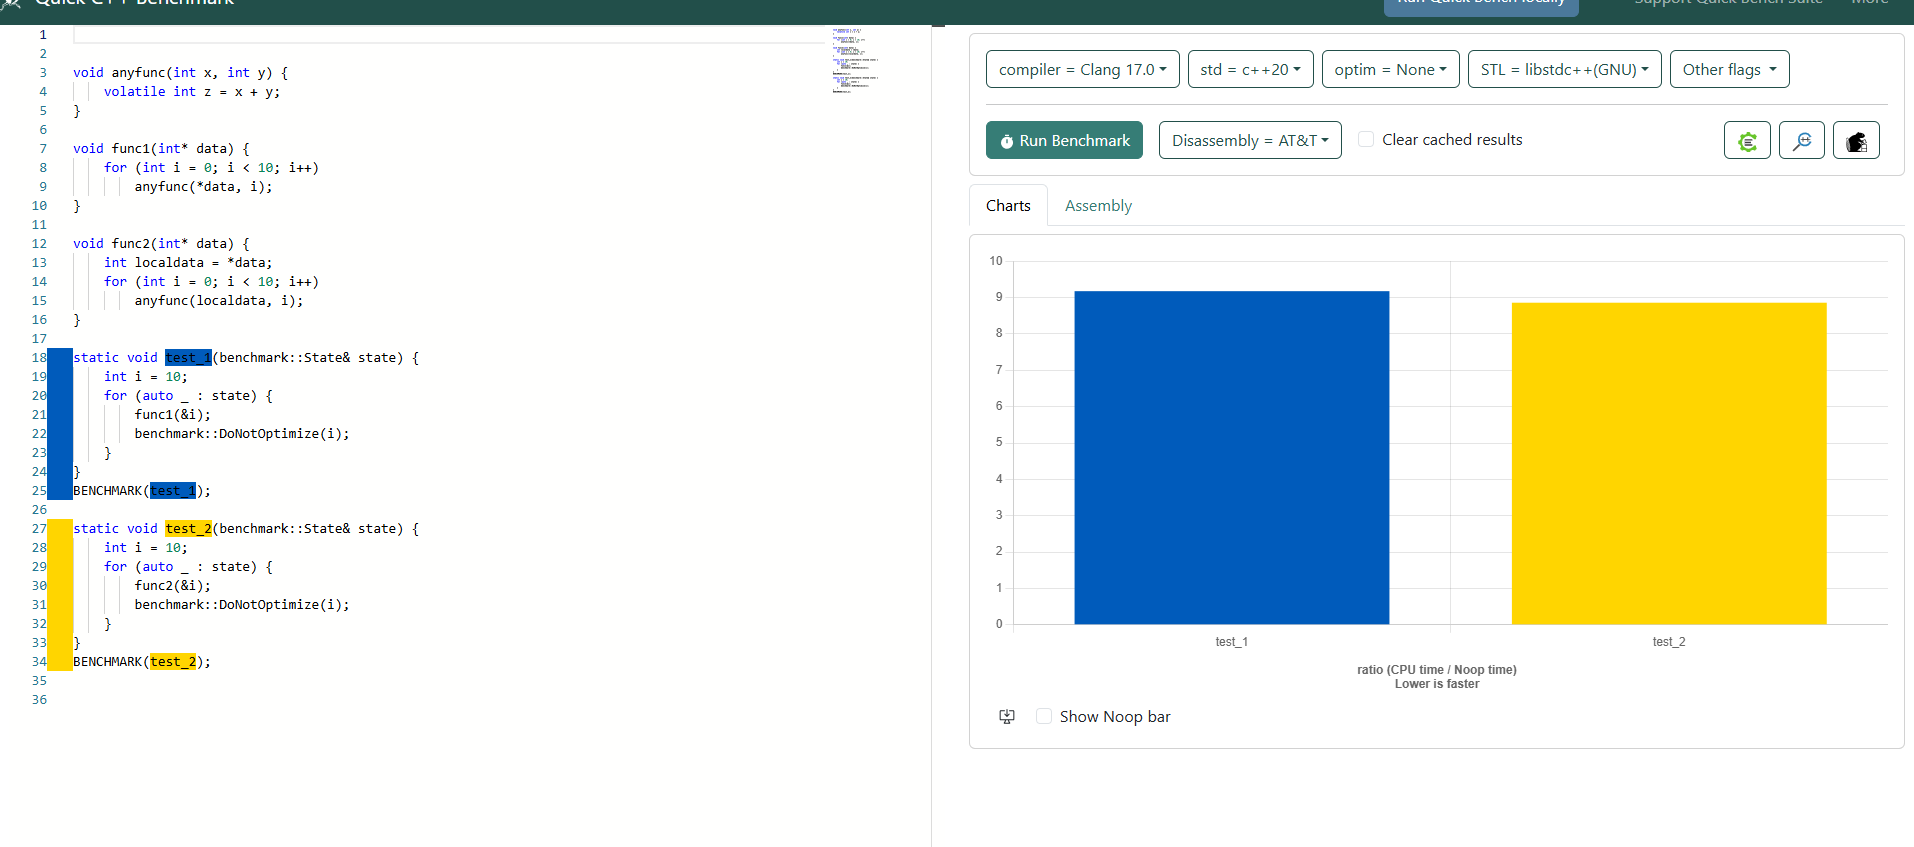 Quick C++ Benchmark
Run Quick Bench locally
Support Quick Bench Suite
More
1
2
3 void anyfunc(int x, int y) {
4 volatile int z = x + y;
5 }
6
7 void func1(int* data) {
8 for (int i = 0; i < 10; i++)
9 anyfunc(*data, i);
10 }
11
12 void func2(int* data) {
13 int localdata = *data;
14 for (int i = 0; i < 10; i++)
15 anyfunc(localdata, i);
16 }
17
18 static void test_1(benchmark::State& state) {
19 int i = 10;
20 for (auto _ : state) {
21 func1(&i);
22 benchmark::DoNotOptimize(i);
23 }
24 }
25 BENCHMARK(test_1);
26
27 static void test_2(benchmark::State& state) {
28 int i = 10;
29 for (auto _ : state) {
30 func2(&i);
31 benchmark::DoNotOptimize(i);
32 }
33 }
34 BENCHMARK(test_2);
35
36
compiler = Clang 17.0
std = c++20
optim = None
STL = libstdc++(GNU)
Other flags
Run Benchmark
Disassembly = AT&T
Clear cached results
Charts
Assembly
10
9
8
7
6
5
4
3
2
1
0
test_1
test_2
ratio (CPU time / Noop time)
Lower is faster
Show Noop bar